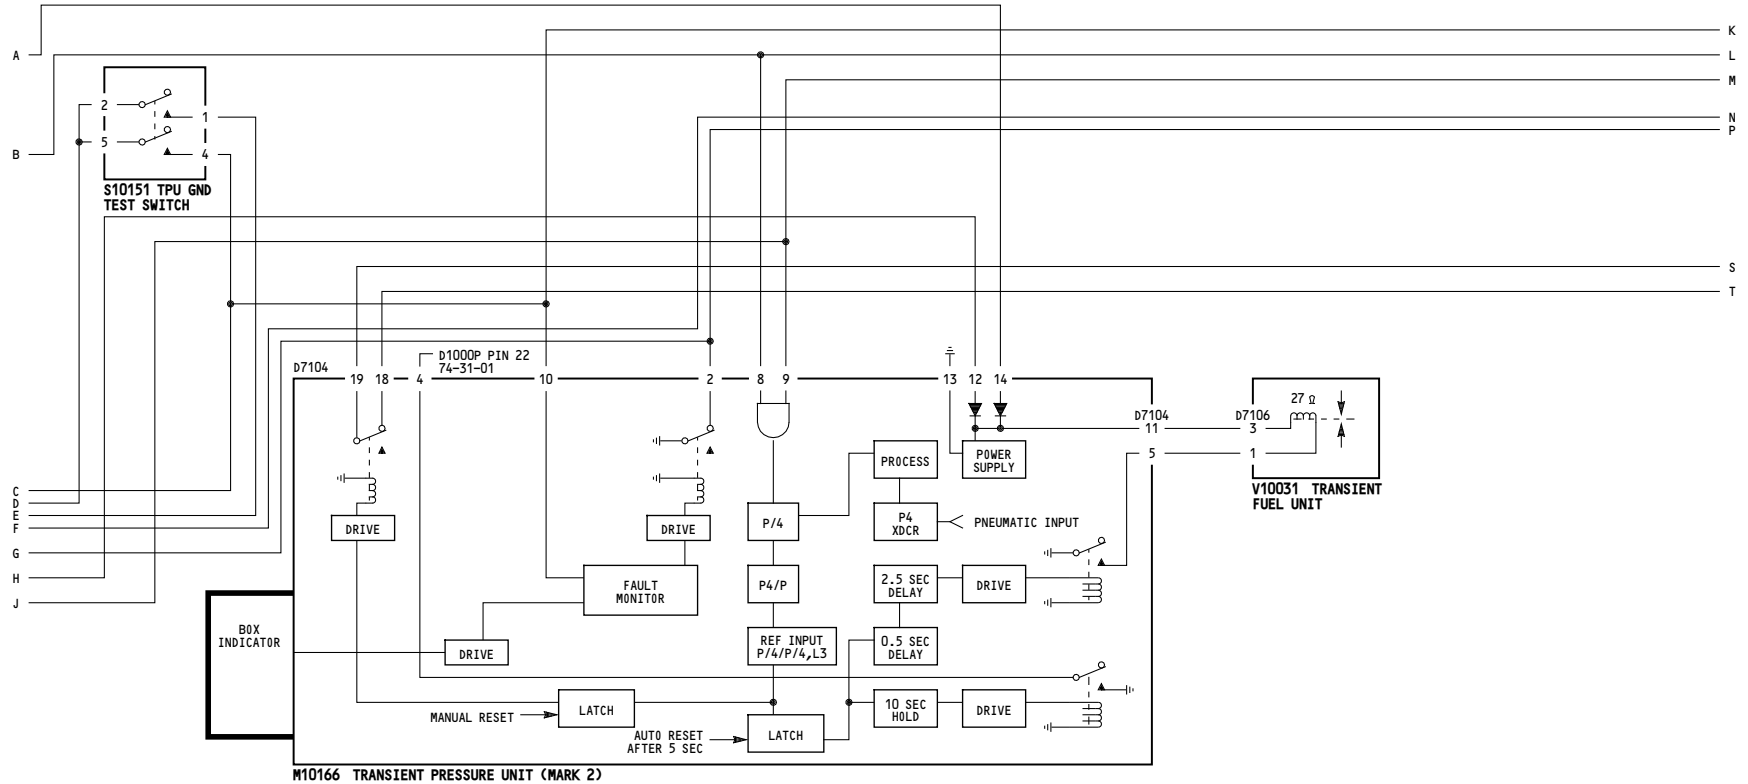 K
A
L
M
2
1
N
P
5
B
4
S10151 TPU GND
TEST SWITCH
S
T
D1000P PIN 22
74-31-01
D7104
19 18 4 10 2 8 9 13 12 14
27 Ω
D7104
11
D7106
3
5
1
PROCESS
POWER
SUPPLY
V10031 TRANSIENT
FUEL UNIT
C
D
E
F
G
H
J
DRIVE
DRIVE
P/4
P4
XDCR
PNEUMATIC INPUT
FAULT
MONITOR
P4/P
2.5 SEC
DELAY
DRIVE
BOX
INDICATOR
DRIVE
REF INPUT
P/4/P/4,L3
0.5 SEC
DELAY
MANUAL RESET
LATCH
10 SEC
HOLD
DRIVE
AUTO RESET
AFTER 5 SEC
LATCH
M10166 TRANSIENT PRESSURE UNIT (MARK 2)